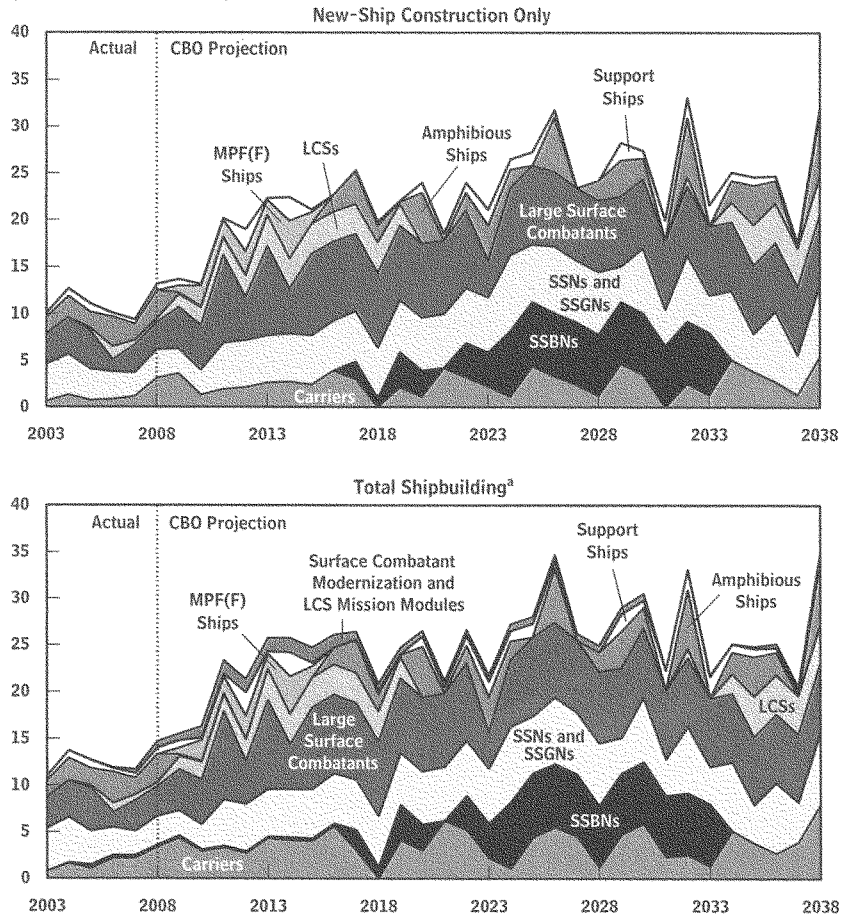 New-Ship Construction Only
40
35
30
25
20
15
10
5
0
Actual
CBO Projection
MPF(F)
Ships
LCSs
Amphibious
Ships
Support
Ships
Large Surface
Combatants
SSNs and
SSGNs
SSBNs
Carriers
2003 2008 2013 2018 2023 2028 2033 2038
Total Shipbuildingᵃ
40
35
30
25
20
15
10
5
0
Actual
CBO Projection
MPF(F)
Ships
Surface Combatant
Modernization and
LCS Mission Modules
Support
Ships
Amphibious
Ships
Large
Surface
Combatants
LCSs
SSNs and
SSGNs
SSBNs
Carriers
2003 2008 2013 2018 2023 2028 2033 2038